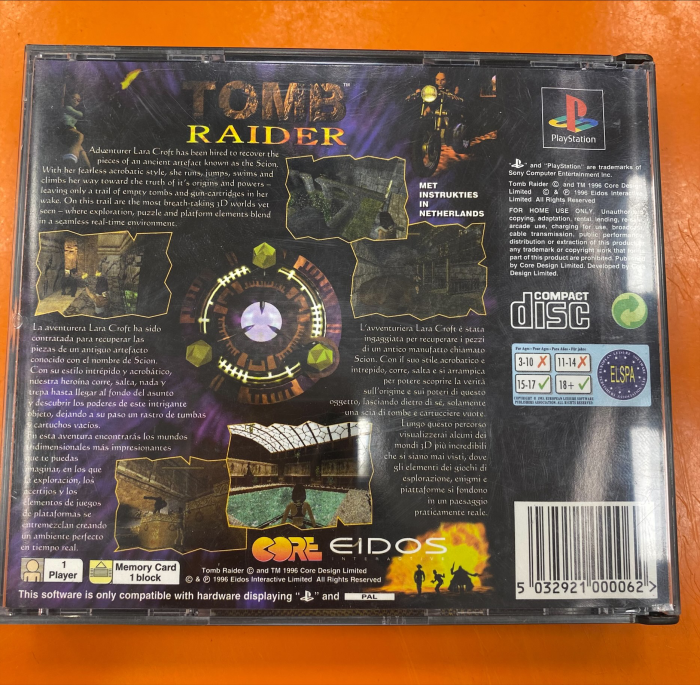 TOMB
RAIDER
Adventurer Lara Croft has been hired to recover the
pieces of an ancient artefact known as the Scion.
With her fearless acrobatic style, she runs, jumps, swims and
climbs her way toward the truth of it's origins and powers –
leaving only a trail of empty tombs and gun-cartridges in her
wake. On this trail are the most breath-taking 3D worlds yet
seen – where exploration, puzzle and platform elements blend
in a seamless real-time environment.
MET
INSTRUKTIES
IN
NETHERLANDS
La aventurera Lara Croft ha sido
contratada para recuperar las
piezas de un antiguo artefacto
conocido con el nombre de Scion.
Con su estilo intrépido y acrobático,
nuestra heroína corre, salta, nada y
trepa hasta llegar al fondo del asunto
y descubrir los poderes de este intrigante
objeto, dejando a su paso un rastro de tumbas
y cartuchos vacios.
En esta aventura encontrarás los mundos
tridimensionales más impresionantes
que te puedas
imaginar, en los que
la exploración, los
acertijos y los
elementos de juegos
de plataformas se
entremezclan creando
un ambiente perfecto
en tiempo real.
L'avventuriera Lara Croft é stata
ingaggiata per recuperare i pezzi
di un antico manufatto chiamato
Scion. Con il suo stile acrobatico e
intrepido, corre, salta e si arrampica
per potere scoprire la verità
sull'origine e sui poteri di questo
oggetto, lasciando dietro di sé, solamente
una scia di tombe e cartucciere vuote.
Lungo questo percorso
visualizzerai alcuni dei
mondi 3D più incredibili
che si siano mai visti, dove
gli elementi dei giochi di
esplorazione, enigmi e
piattaforme si fondono
in un paesaggio
praticamente reale.
CORE EIDOS
INTERACTIVE
Tomb Raider © and TM 1996 Core Design Limited
© & ℗ 1996 Eidos Interactive Limited All Rights Reserved
1
Player
Memory Card
1 block
This software is only compatible with hardware displaying " " and PAL
PlayStation
" " and "PlayStation" are trademarks of
Sony Computer Entertainment Inc.
Tomb Raider © and TM 1996 Core Design
Limited © & ℗ 1996 Eidos Interactive
Limited All Rights Reserved
FOR HOME USE ONLY.
copying, adaptation, rental, lending,
arcade use, charging for use,
cable transmission, public
distribution or extraction of this
any trademark or copyright work that
part of this product are prohibited.
by Core Design Limited. Developed by
Design Limited.
COMPACT
disc
3-10 11-14
15-17 18+
ELSPA
5 032921 000062 >